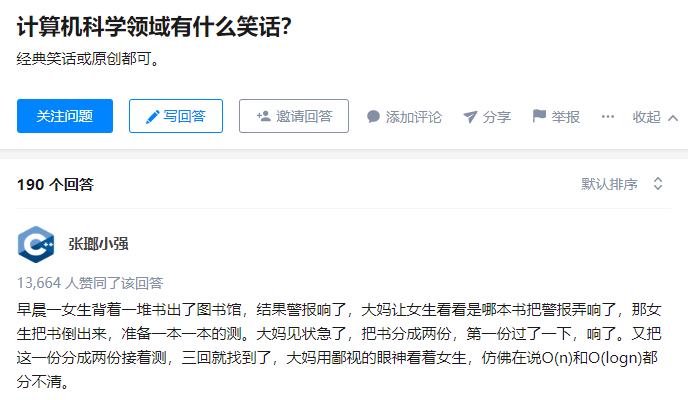 计算机科学领域有什么笑话?
经典笑话或原创都可。
关注问题 写回答 邀请回答 添加评论 分享 举报 ··· 收起
190 个回答 默认排序
C++
张瑯小强
13,664 人赞同了该回答
早晨一女生背着一堆书出了图书馆，结果警报响了，大妈让女生看看是哪本书把警报弄响了，那女
生把书倒出来，准备一本一本的测。大妈见状急了，把书分成两份，第一份过了一下，响了。又把
这一份分成两份接着测，三回就找到了，大妈用鄙视的眼神看着女生，仿佛在说O(n)和O(logn)都
分不清。